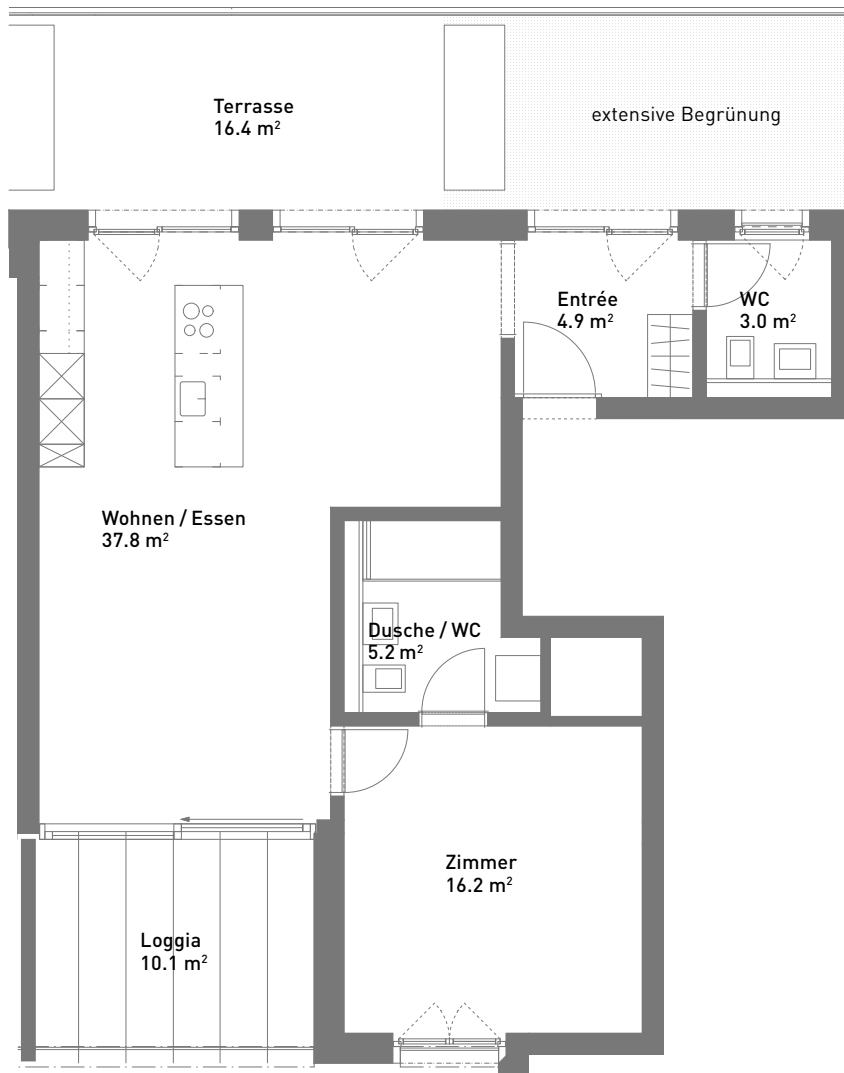 Terrasse
16.4 m²
extensive Begrünung
Entrée
4.9 m²
WC
3.0 m²
Wohnen / Essen
37.8 m²
Dusche / WC
5.2 m²
Zimmer
16.2 m²
Loggia
10.1 m²